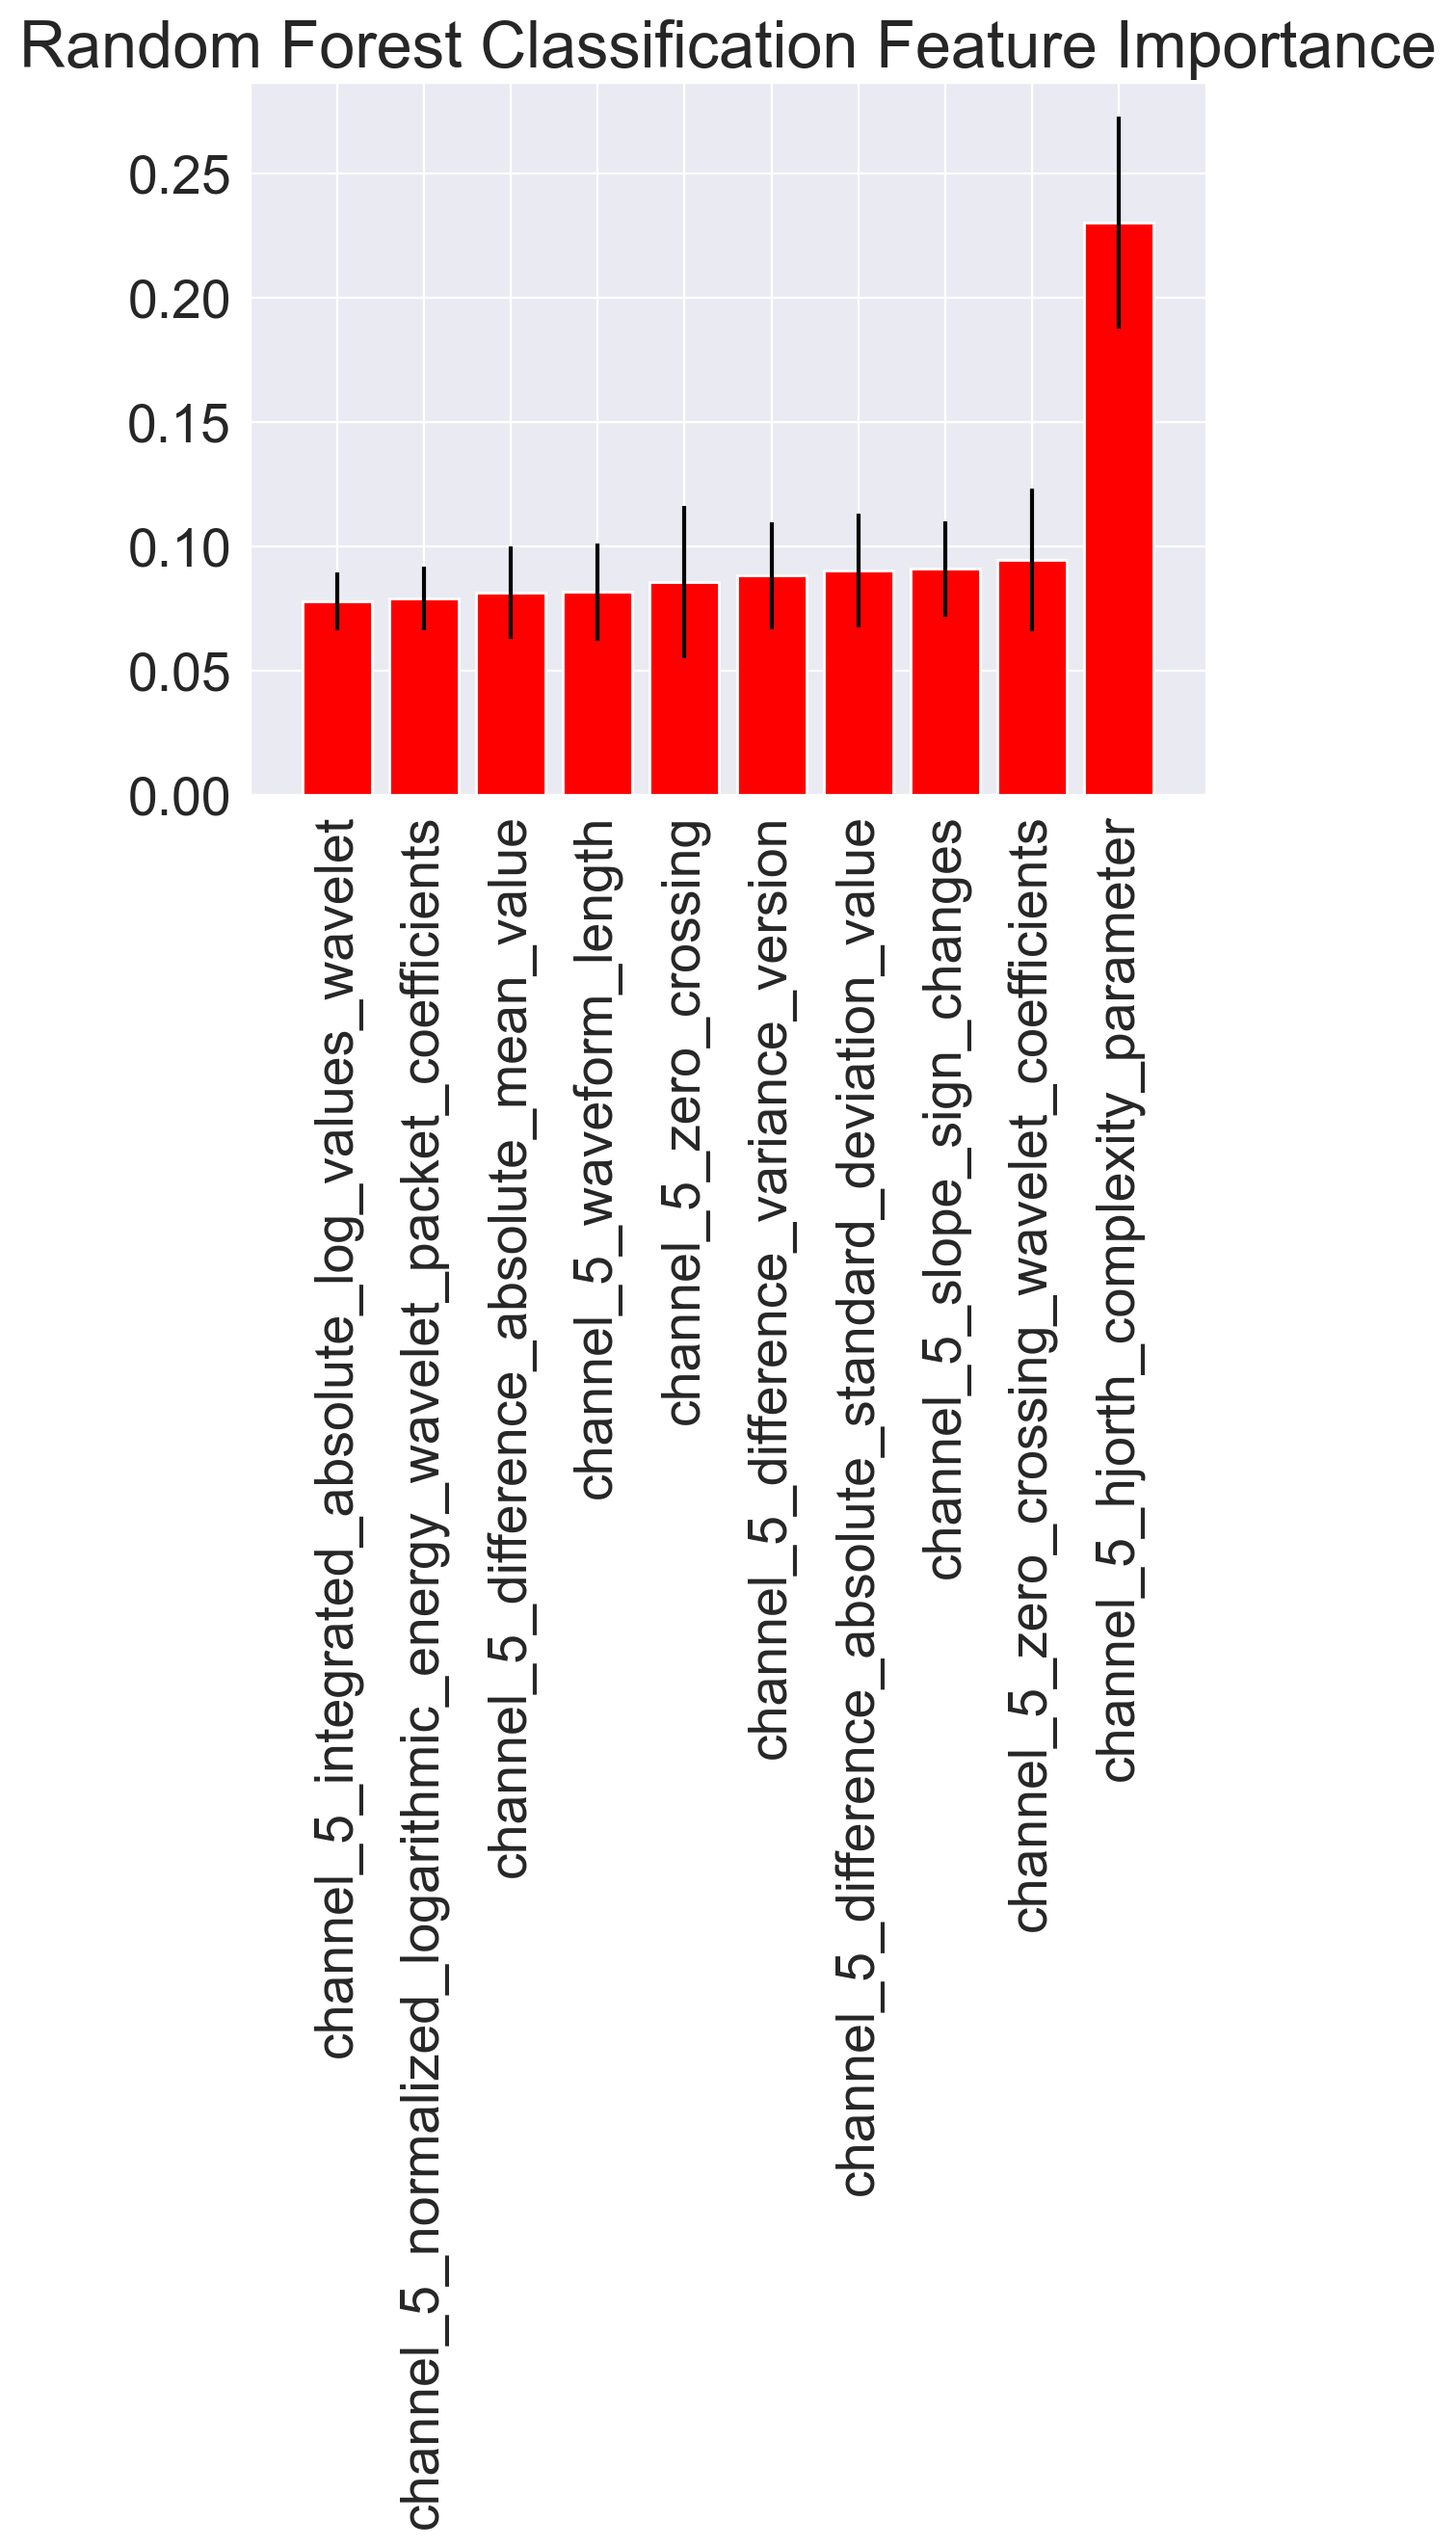 Random Forest Classification Feature Importance
0.25
0.20
0.15
0.10
0.05
0.00
channel_5_integrated_absolute_log_values_wavelet
channel_5_normalized_logarithmic_energy_wavelet_packet_coefficients
channel_5_difference_absolute_mean_value
channel_5_waveform_length
channel_5_zero_crossing
channel_5_difference_variance_version
channel_5_difference_absolute_standard_deviation_value
channel_5_slope_sign_changes
channel_5_zero_crossing_wavelet_coefficients
channel_5_hjorth_complexity_parameter